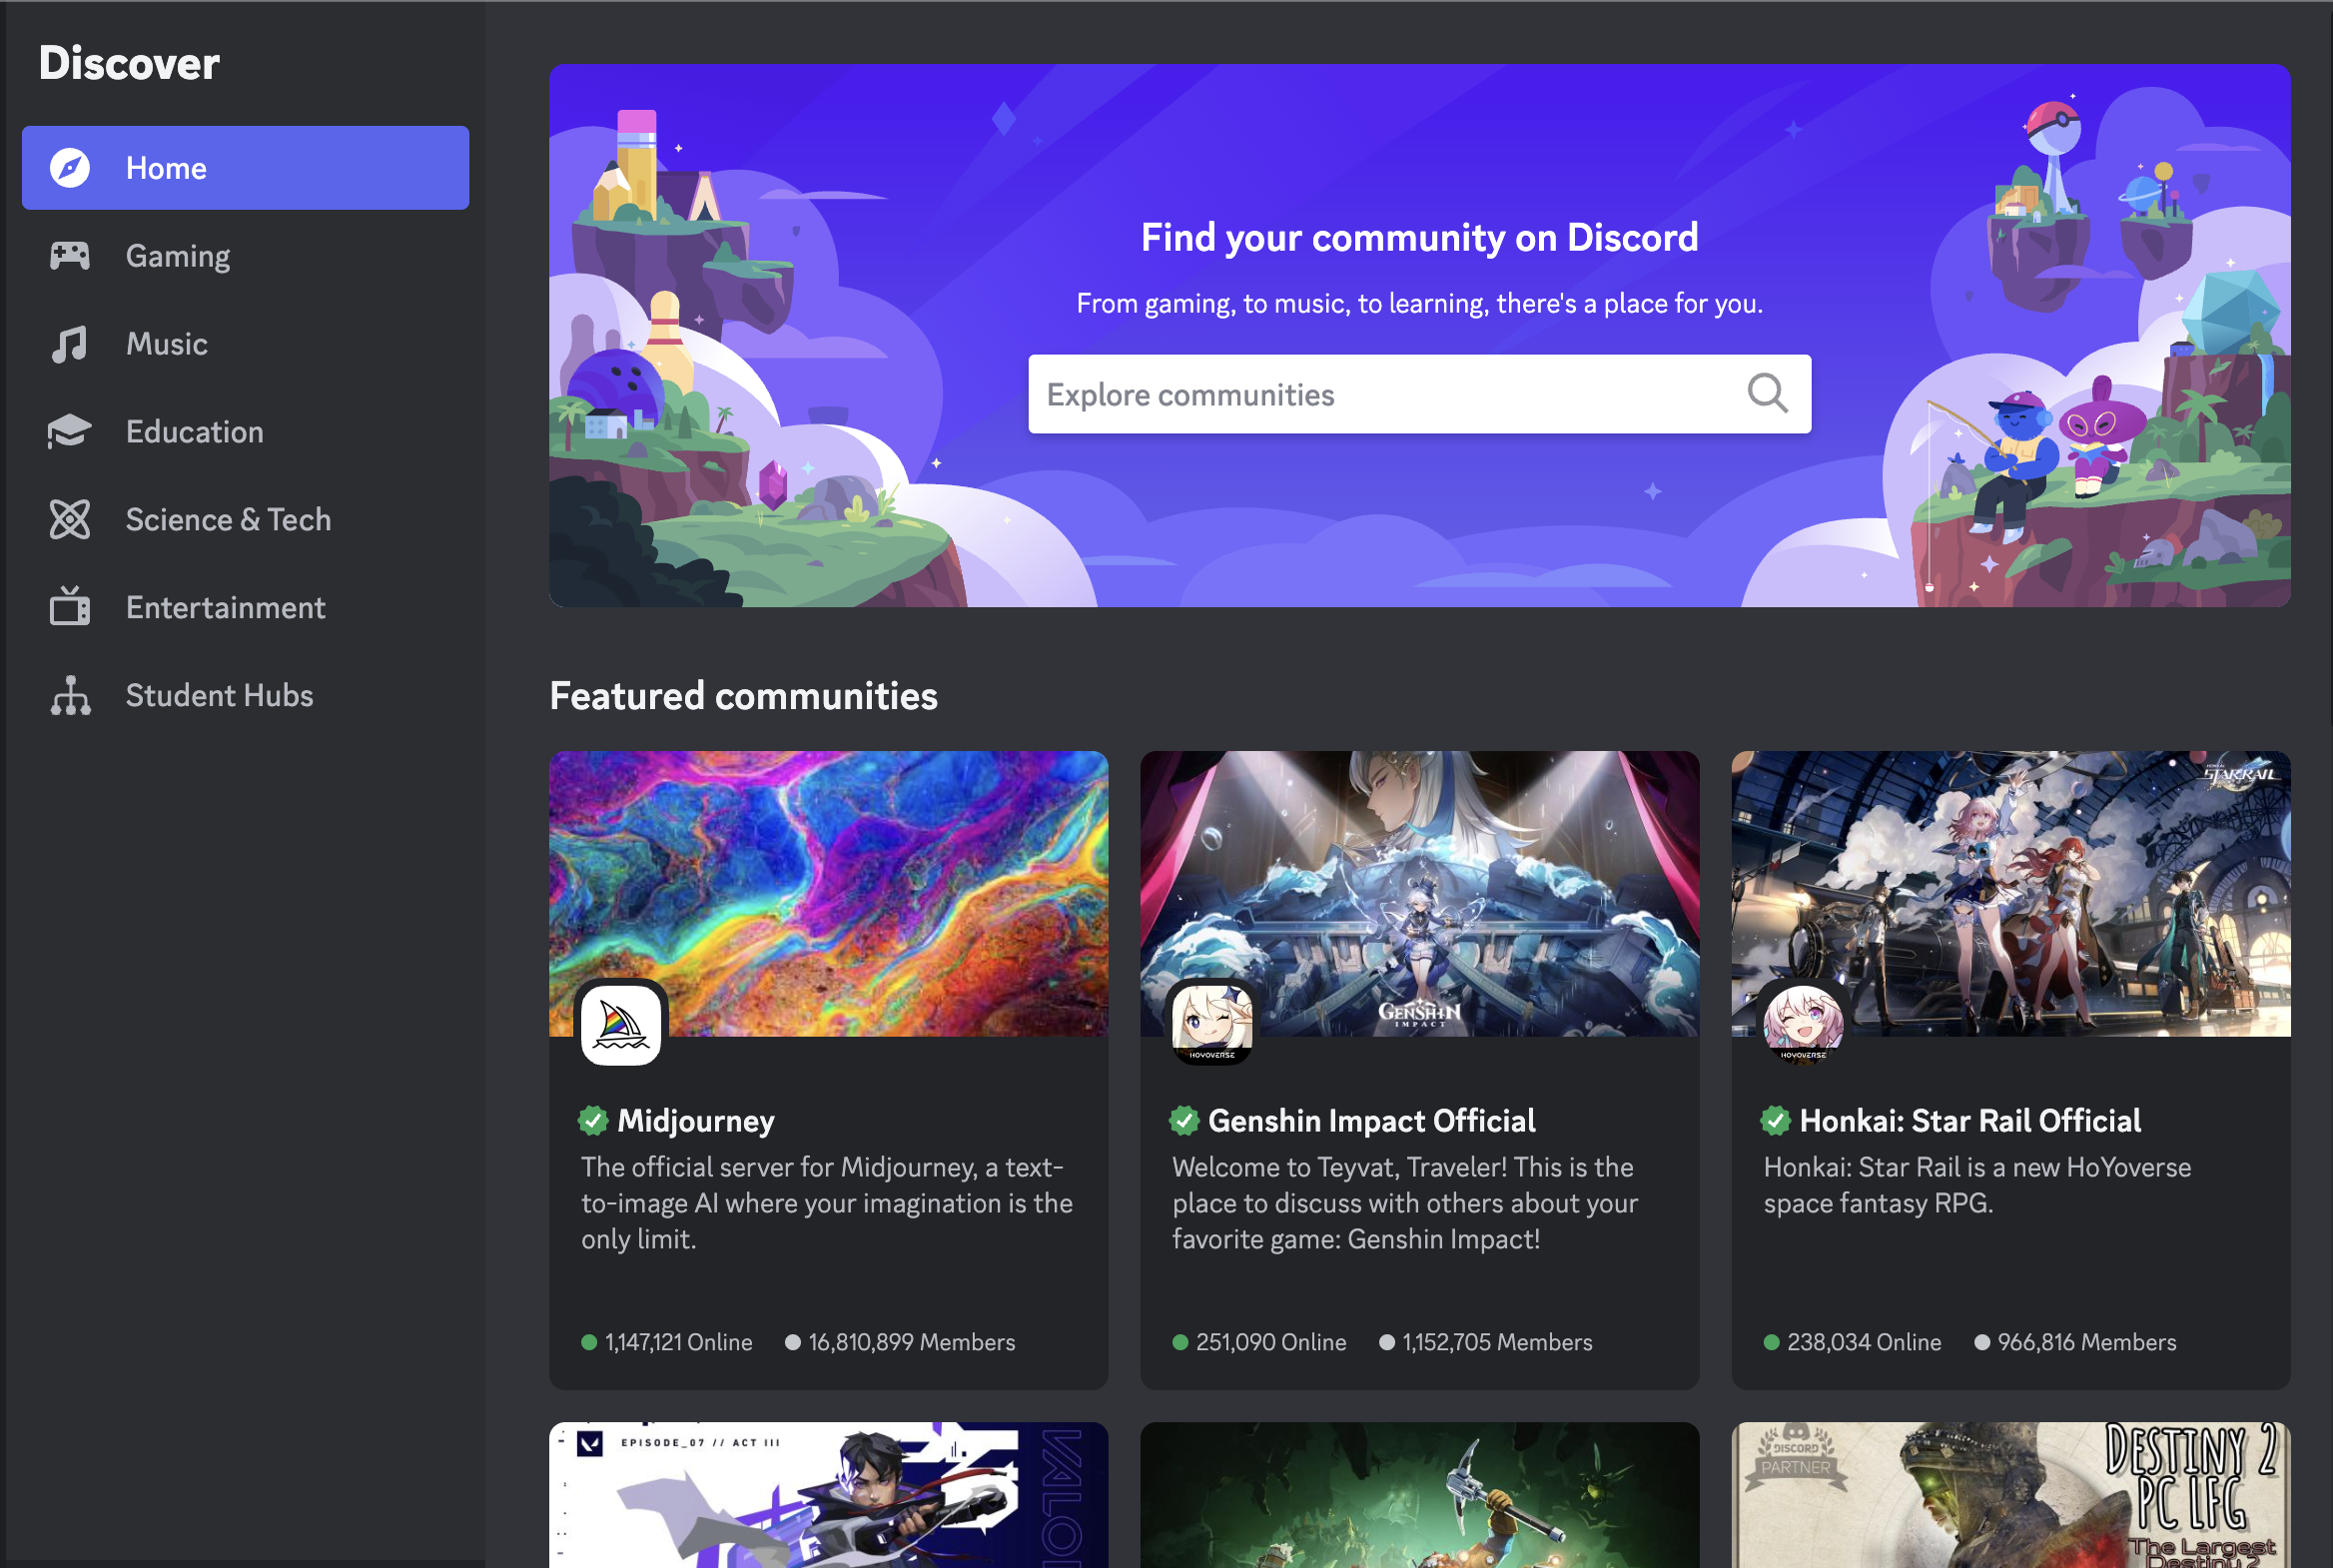 Discover
Home
Gaming
Music
Education
Science & Tech
Entertainment
Student Hubs
Find your community on Discord
From gaming, to music, to learning, there's a place for you.
Explore communities
Featured communities
HOYOVERSE
Midjourney
The official server for Midjourney, a text-
to-image AI where your imagination is the
only limit.
1,147,121 Online
16,810,899 Members
GENSHIN
IMPACT
Genshin Impact Official
Welcome to Teyvat, Traveler! This is the
place to discuss with others about your
favorite game: Genshin Impact!
251,090 Online
1,152,705 Members
HONKAI
STAR RAIL
HOYOVERSE
Honkai: Star Rail Official
Honkai: Star Rail is a new HoYoverse
space fantasy RPG.
238,034 Online
966,816 Members
EPISODE_07 // ACT III
DISCORD
PARTNER
DESTINY 2
PC LFG
The Largest
Destiny 2